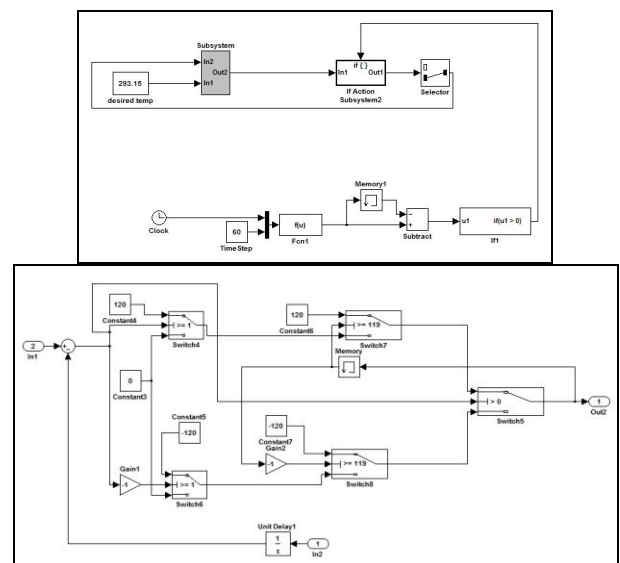 Subsystem
In2
Out2
In1
293.15
desired temp
if { }
In1 Out1
If Action
Subsystem2
Selector
Memory1
Clock
60
TimeStep
f(u)
Fcn1
−
+
Subtract
u1 if(u1 > 0)
If1
120
Constant4
>= 1
Switch4
120
Constant6
>= 119
Switch7
Memory
2
In1
+
−
0
Constant3
Constant5
-120
-120
Constant7
Gain2
-1
>= 119
Switch8
> 0
Switch5
1
Out2
Gain1
-1
>= 1
Switch6
Unit Delay1
1
z
1
In2